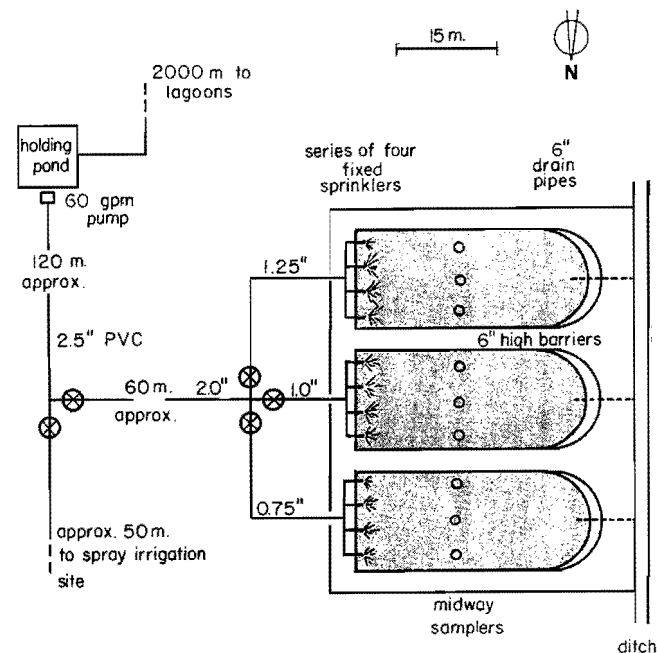 15 m.
N
2000 m to
lagoons
holding
pond
60 gpm
pump
series of four
fixed
sprinklers
6"
drain
pipes
120 m.
approx.
1.25"
2.5" PVC
6" high barriers
60 m.
approx.
2.0"
1.0"
0.75"
approx. 50 m.
to spray irrigation
site
midway
samplers
ditch